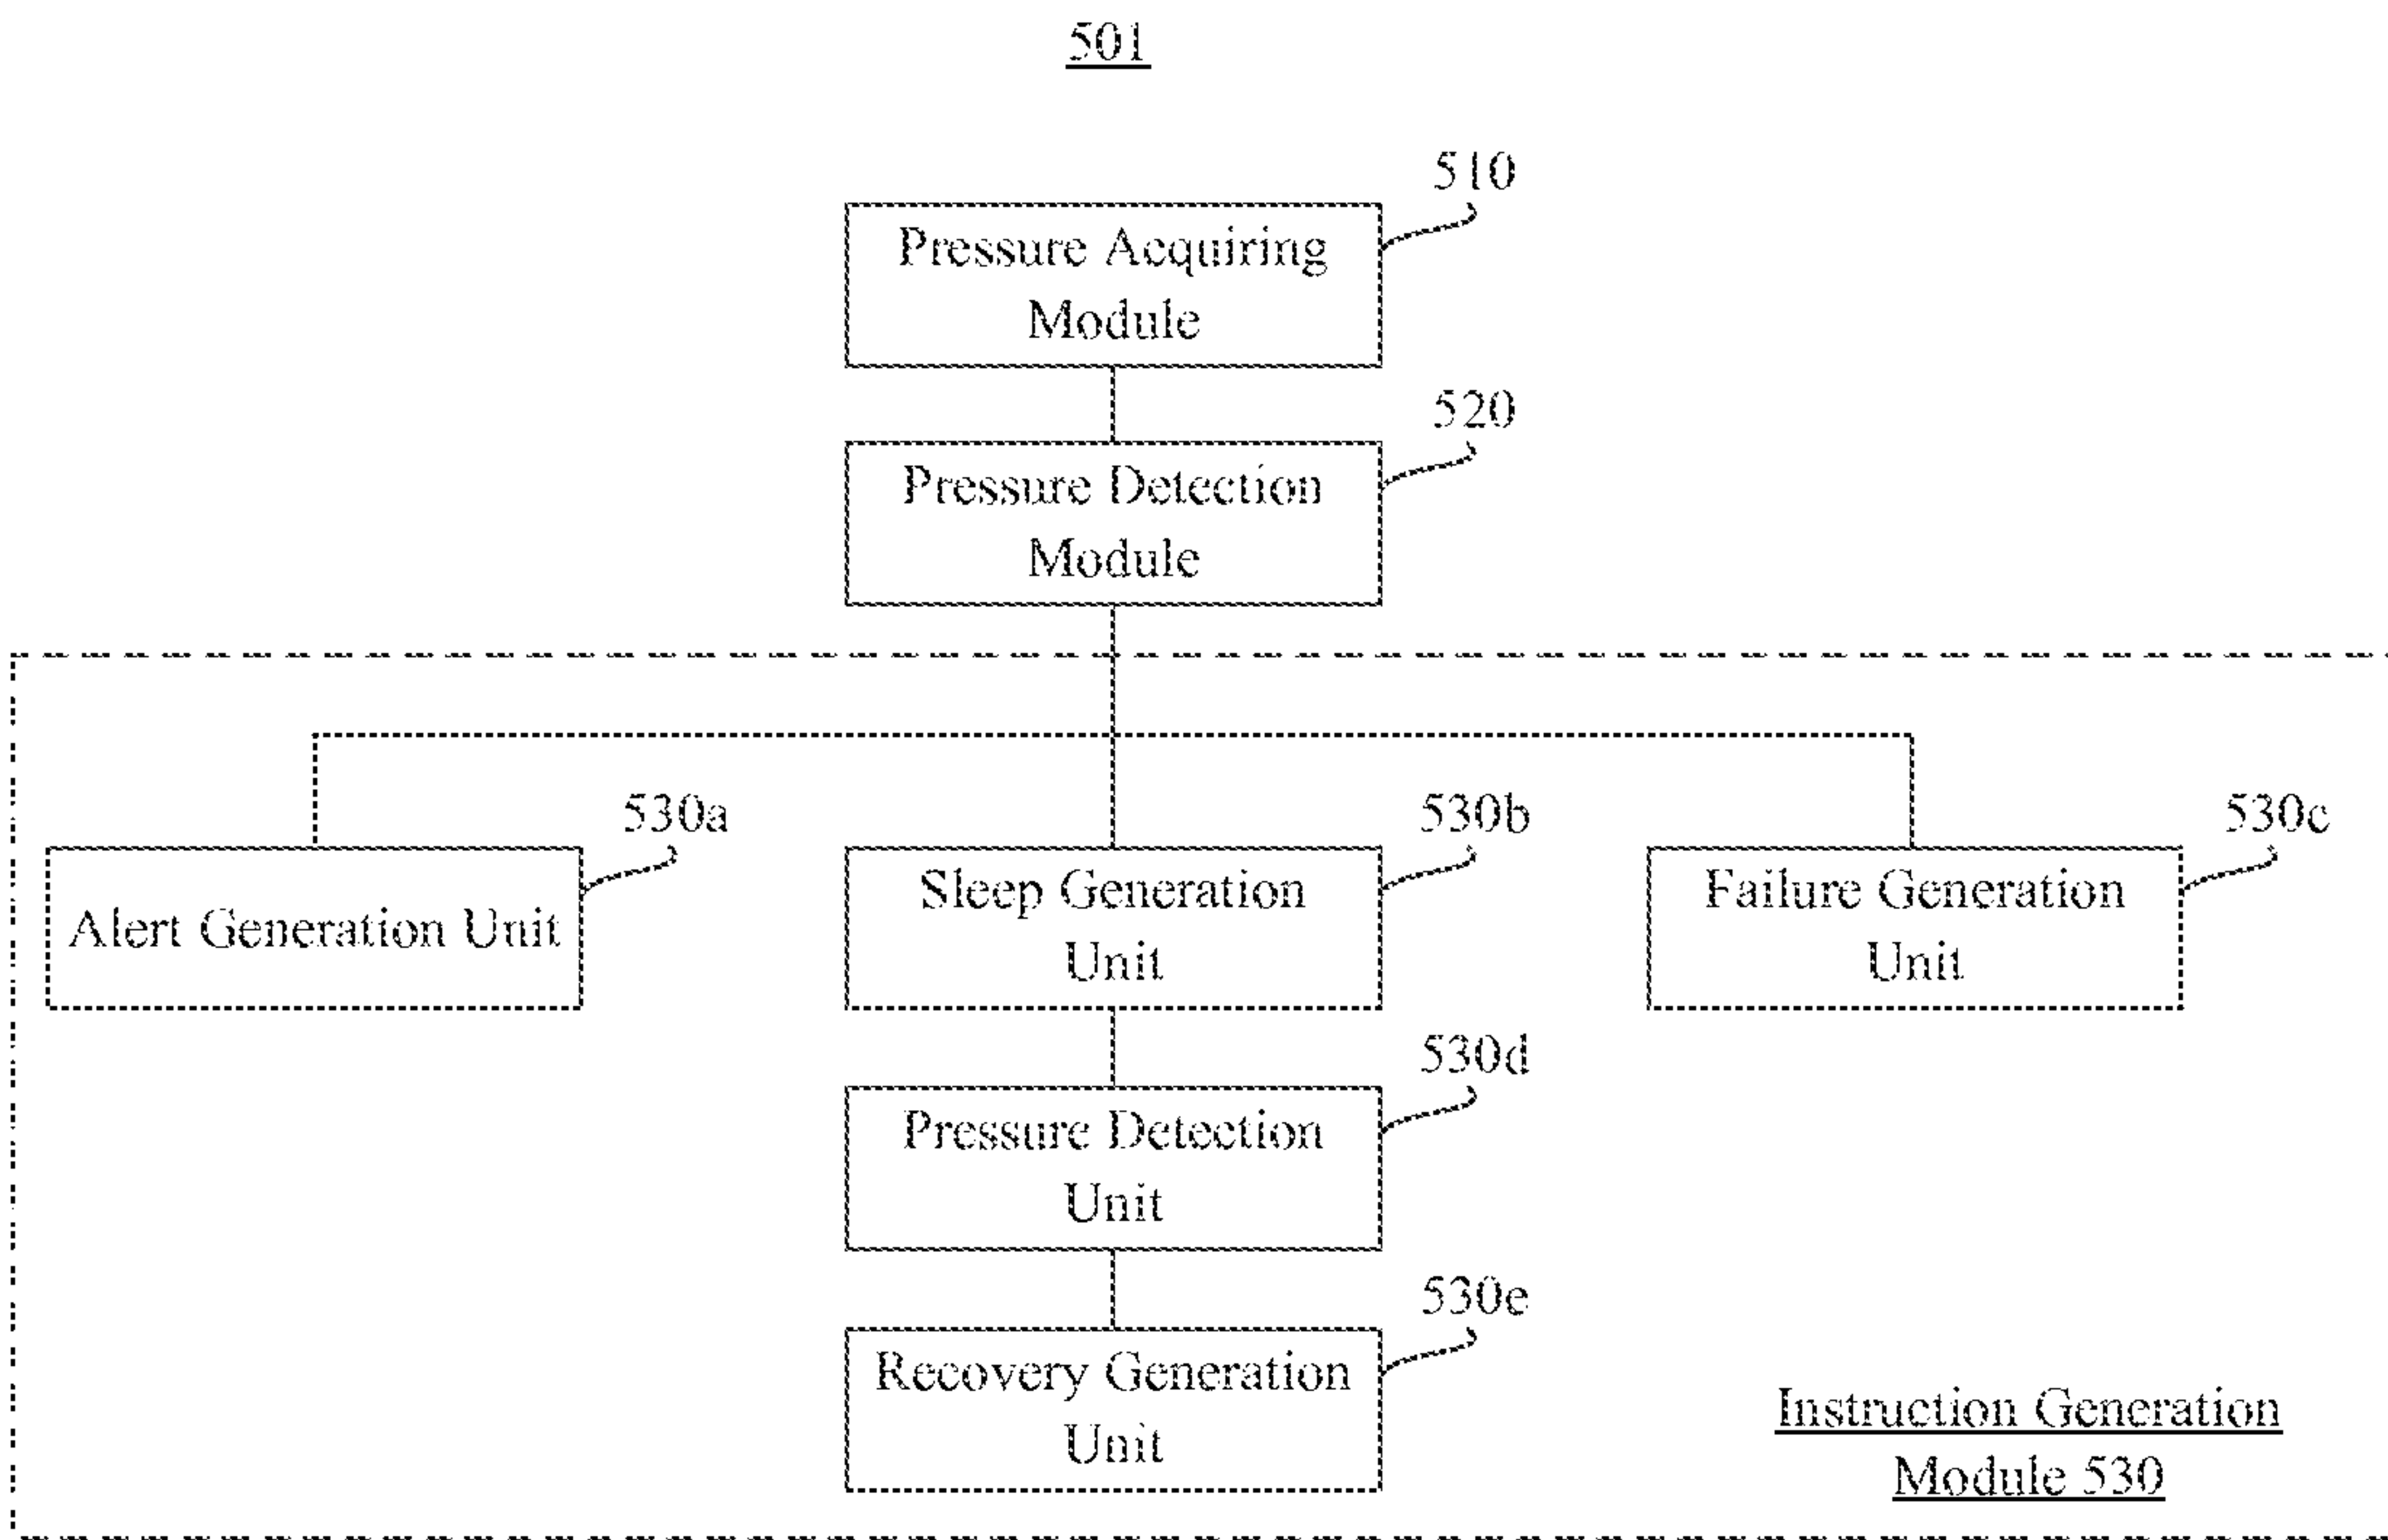 501
510
Pressure Acquiring
Module
520
Pressure Detection
Module
530a
Alert Generation Unit
530b
Sleep Generation
Unit
530c
Failure Generation
Unit
530d
Pressure Detection
Unit
530e
Recovery Generation
Unit
Instruction Generation
Module 530